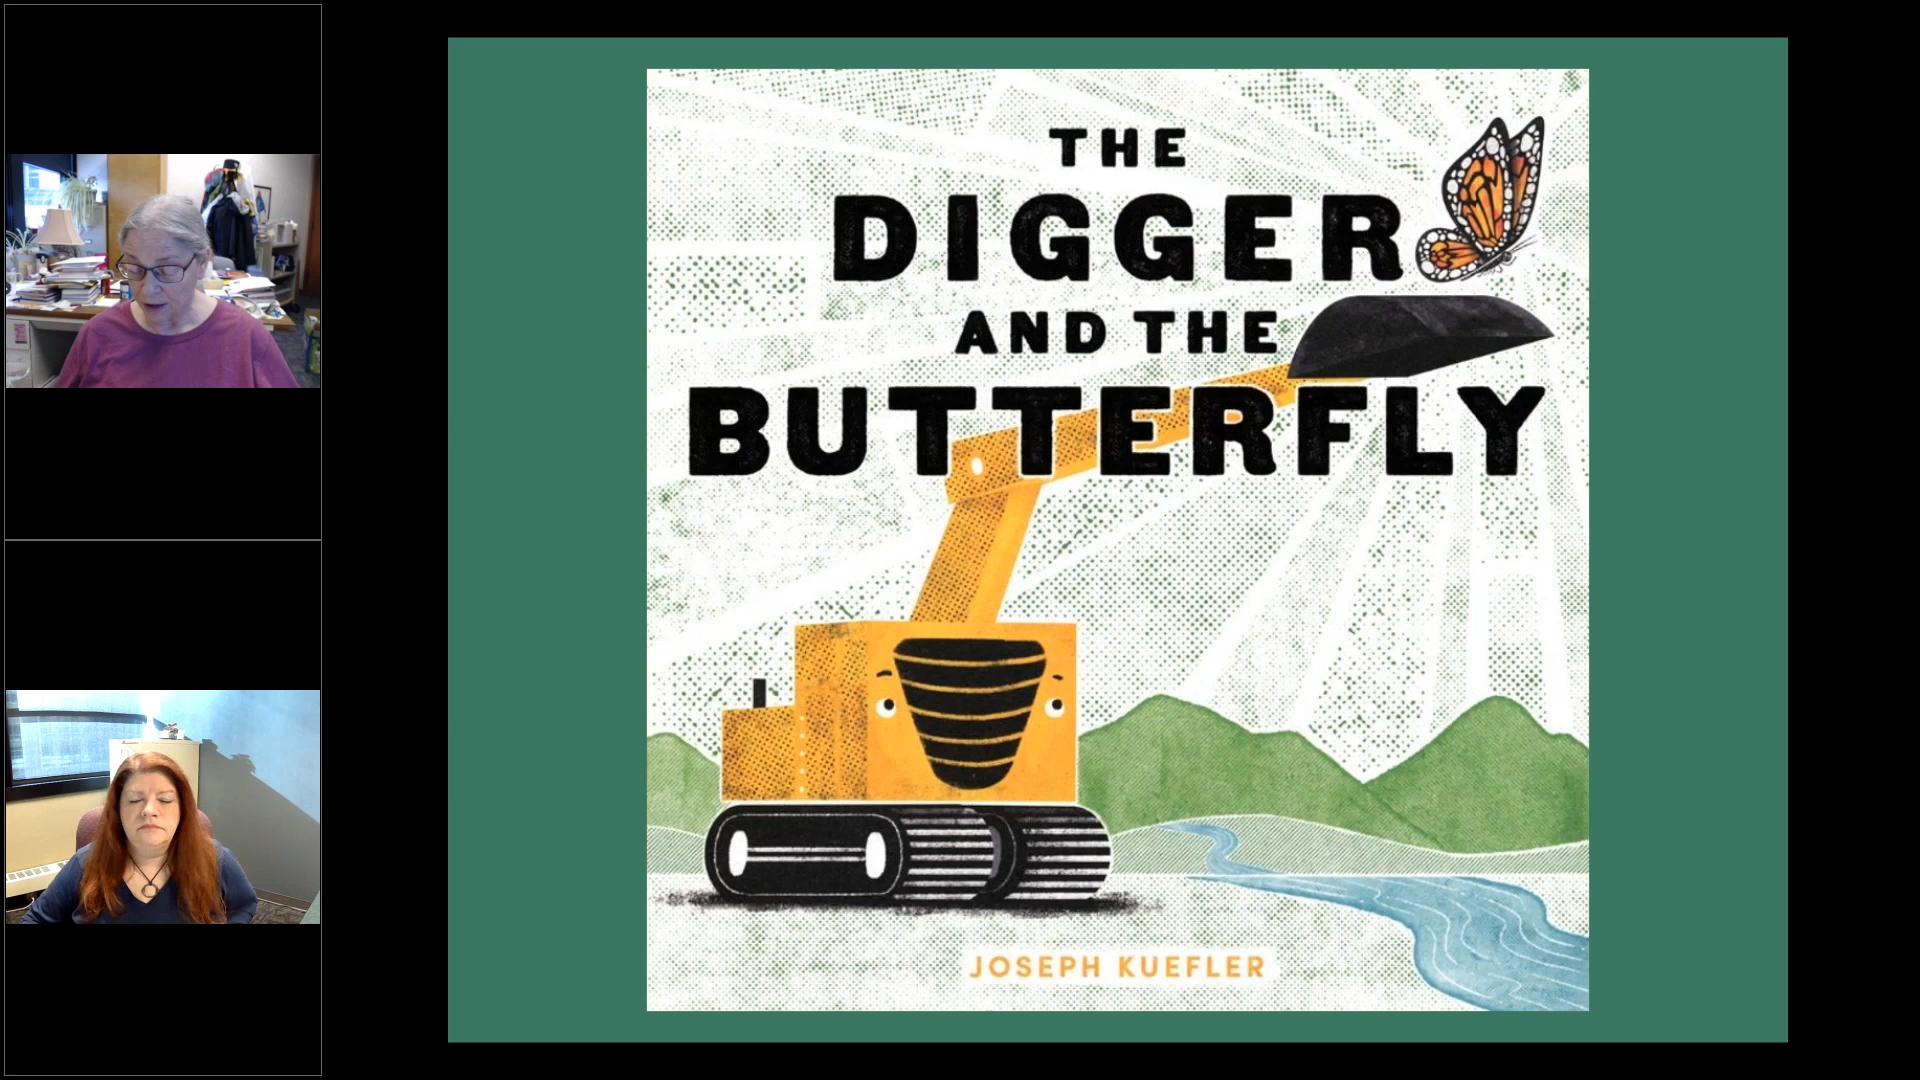 THE
DIGGER
AND THE
BUTTERFLY
JOSEPH KUEFLER